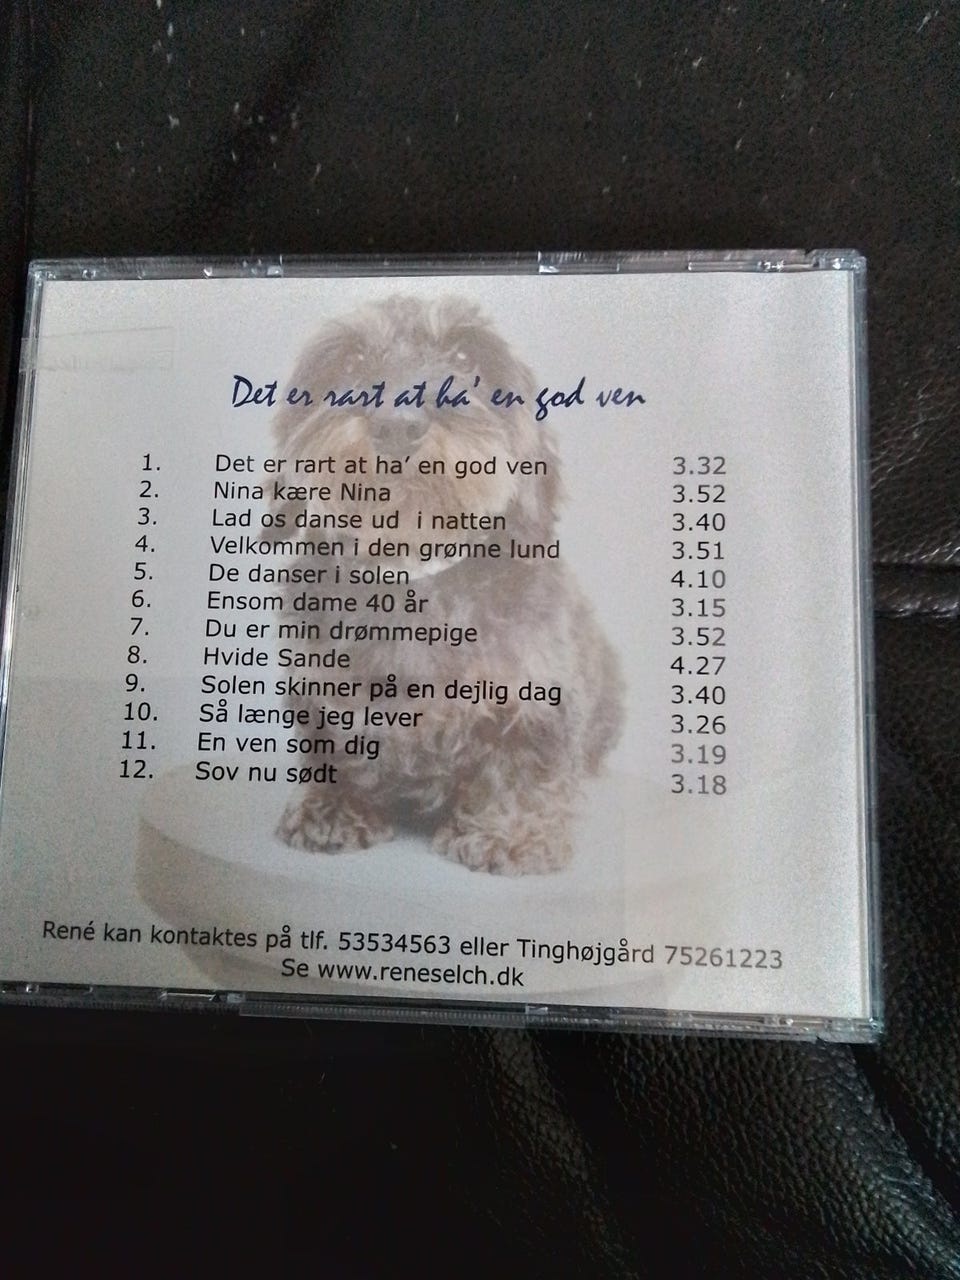 Det er rart at ha' en god ven
1. Det er rart at ha' en god ven 3.32
2. Nina kære Nina 3.52
3. Lad os danse ud i natten 3.40
4. Velkommen i den grønne lund 3.51
5. De danser i solen 4.10
6. Ensom dame 40 år 3.15
7. Du er min drømmepige 3.52
8. Hvide Sande 4.27
9. Solen skinner på en dejlig dag 3.40
10. Så længe jeg lever 3.26
11. En ven som dig 3.19
12. Sov nu sødt 3.18
René kan kontaktes på tlf. 53534563 eller Tinghøjgård 75261223
Se www.reneselch.dk